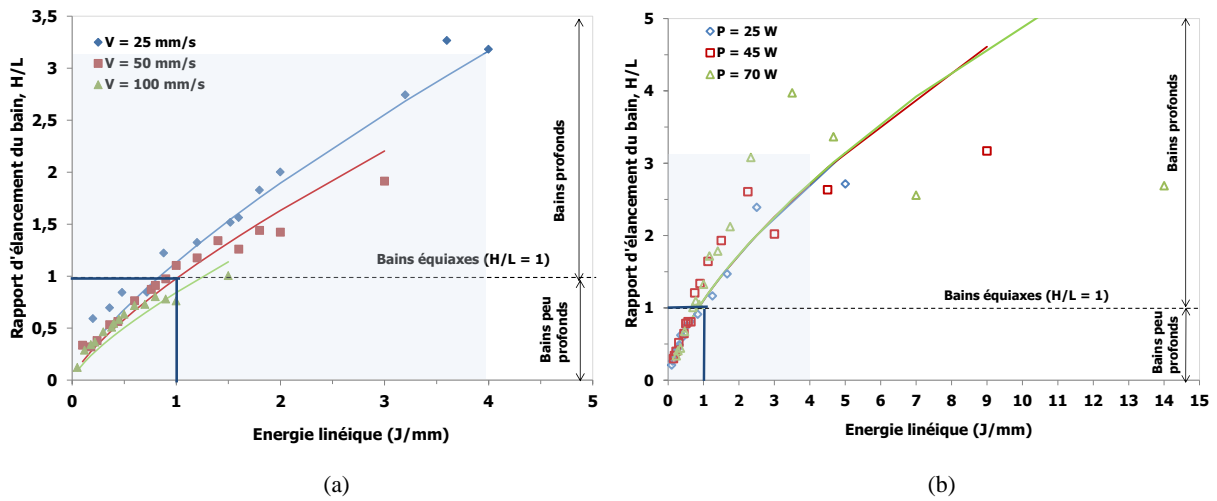 Rapport d'élancement du bain, H/L
3,5
3
2,5
2
1,5
1
0,5
0
V = 25 mm/s
V = 50 mm/s
V = 100 mm/s
Bains équiaxes (H/L = 1)
Bains profonds
Bains peu
profonds
0 1 2 3 4 5
Energie linéique (J/mm)
(a)
Rapport d'élancement du bain, H/L
5
4
3
2
1
0
P = 25 W
P = 45 W
P = 70 W
Bains équiaxes (H/L = 1)
Bains profonds
Bains peu
profonds
0 1 2 3 4 5 6 7 8 9 10 11 12 13 14 15
Energie linéique (J/mm)
(b)